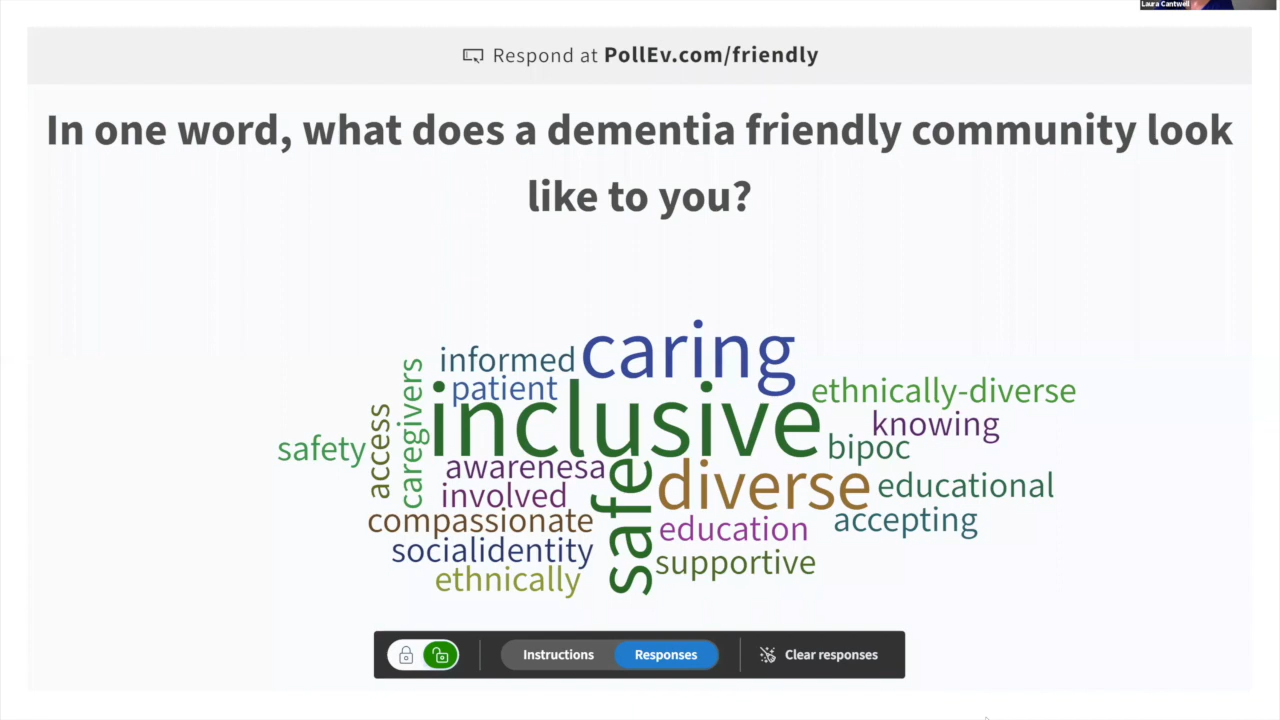 Laura Cantwell
Respond at PollEv.com/friendly
In one word, what does a dementia friendly community look
like to you?
caring
informed
patient
inclusive
ethnically-diverse
knowing
bipoc
caregivers
access
safety
awarenesa
involved
safe
diverse
educational
compassionate
education
accepting
socialidentity
supportive
ethnically
Instructions
Responses
Clear responses